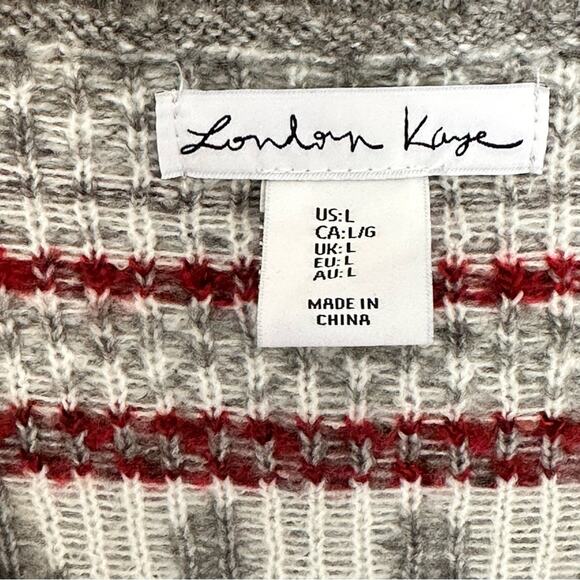 London Kaye
US: L
CA: L/G
UK: L
EU: L
AU: L
MADE IN
CHINA